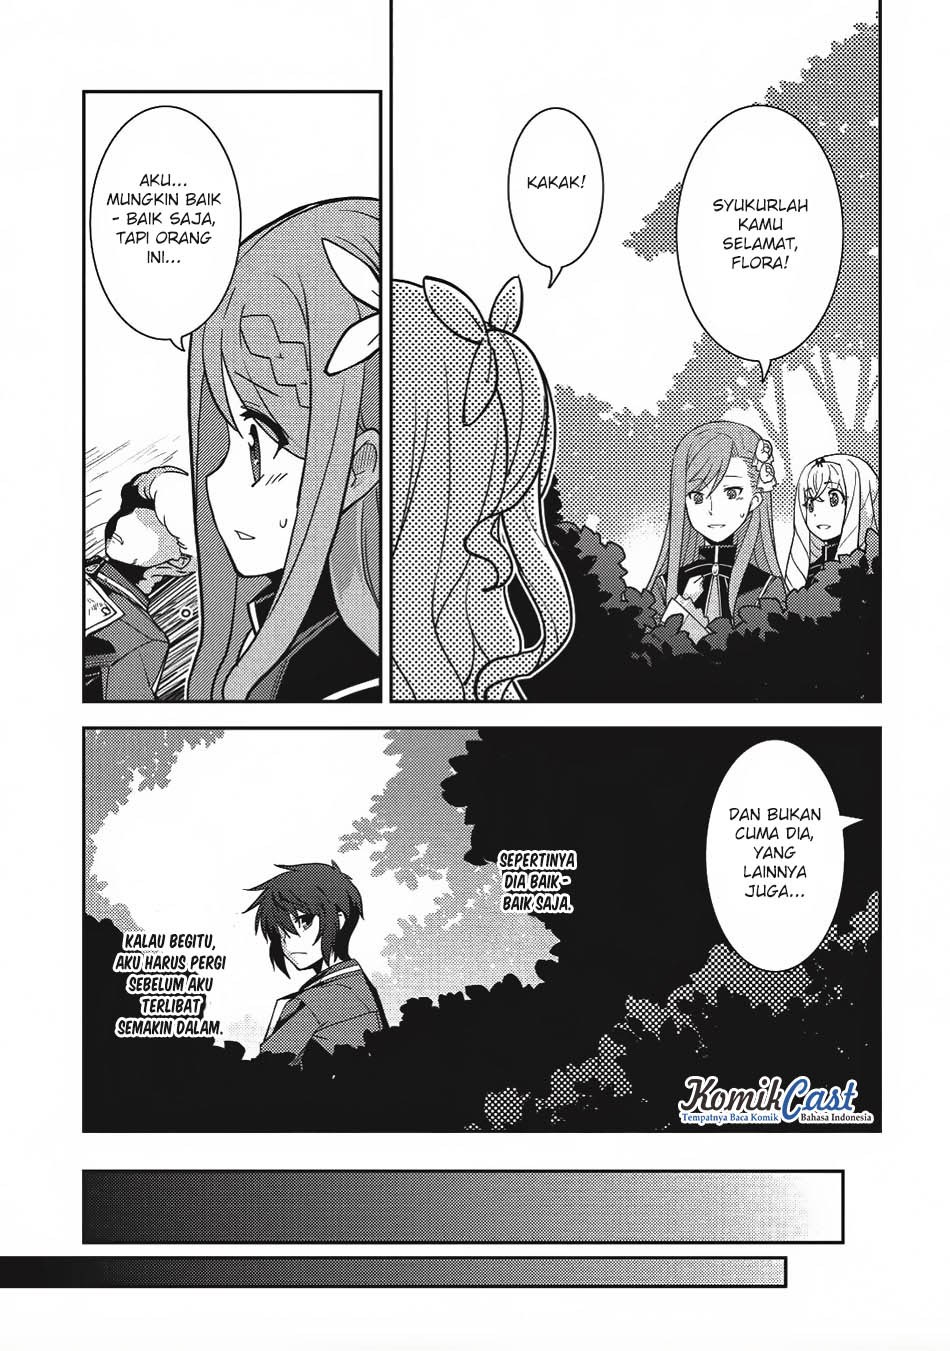 SYUKURLAH
KAMU
SELAMAT,
FLORA!
KAKAK!
AKU...
MUNGKIN BAIK
- BAIK SAJA,
TAPI ORANG
INI...
DAN BUKAN
CUMA DIA,
YANG
LAINNYA
JUGA...
SEPERTINYA
DIA BAIK -
BAIK SAJA.
KALAU BEGITU,
AKU HARUS PERGI
SEBELUM AKU
TERLIBAT
SEMAKIN DALAM.
KomikCast
Tempatnya Baca Komik Bahasa Indonesia